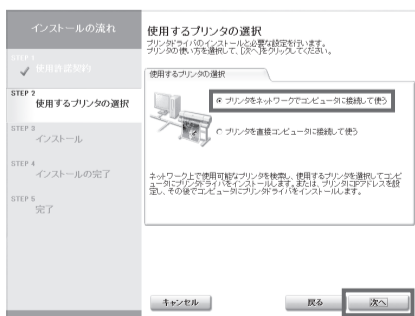 インストールの流れ
STEP 1
使用許諾契約
STEP 2
使用するプリンタの選択
STEP 3
インストール
STEP 4
インストールの完了
STEP 5
完了
使用するプリンタの選択
プリンタドライバのインストールと必要な設定を行います。
プリンタの使い方を選択して、[次へ]をクリックしてください。
使用するプリンタの選択
プリンタをネットワークでコンピュータに接続して使う
プリンタを直接コンピュータに接続して使う
ネットワーク上で使用可能なプリンタを検索し、使用するプリンタを選択してコンピ
ュータにプリンタドライバをインストールします。または、プリンタにIPアドレスを設
定し、その後でコンピュータにプリンタドライバをインストールします。
キャンセル
戻る
次へ